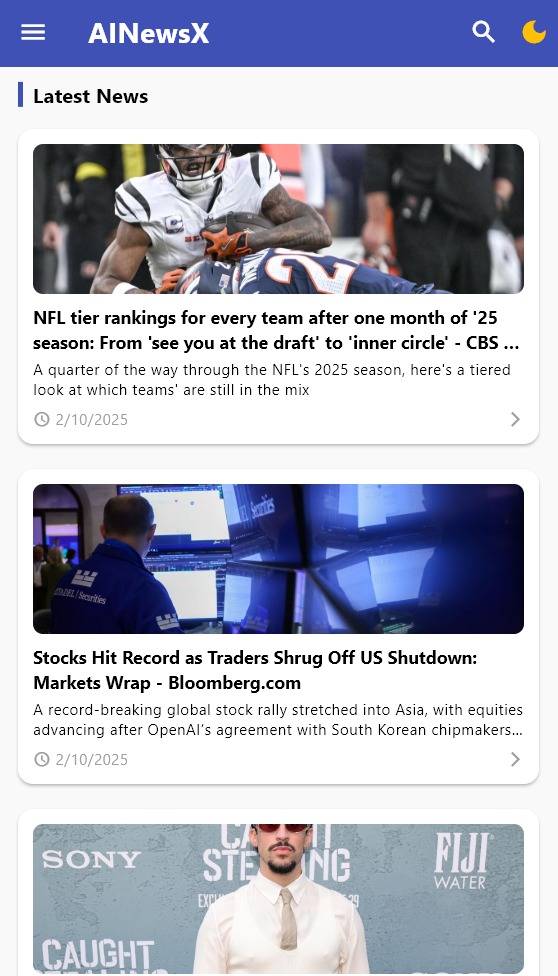 AINewsX
Latest News
NFL tier rankings for every team after one month of '25
season: From 'see you at the draft' to 'inner circle' - CBS ...
A quarter of the way through the NFL's 2025 season, here's a tiered
look at which teams' are still in the mix
2/10/2025
Securities
CITADEL | Securities
Stocks Hit Record as Traders Shrug Off US Shutdown:
Markets Wrap - Bloomberg.com
A record-breaking global stock rally stretched into Asia, with equities
advancing after OpenAI’s agreement with South Korean chipmakers...
2/10/2025
SONY
FIJI
WATER
CAUGHT